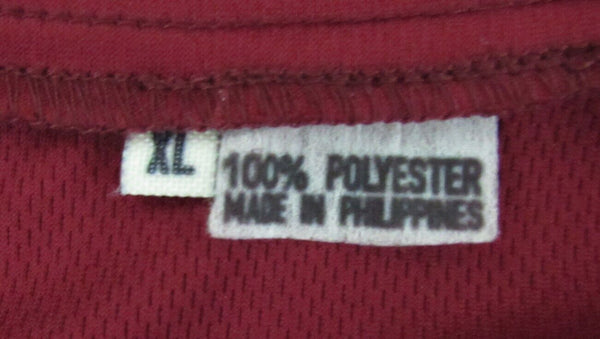 XL
100% POLYESTER
MADE IN PHILIPPINES